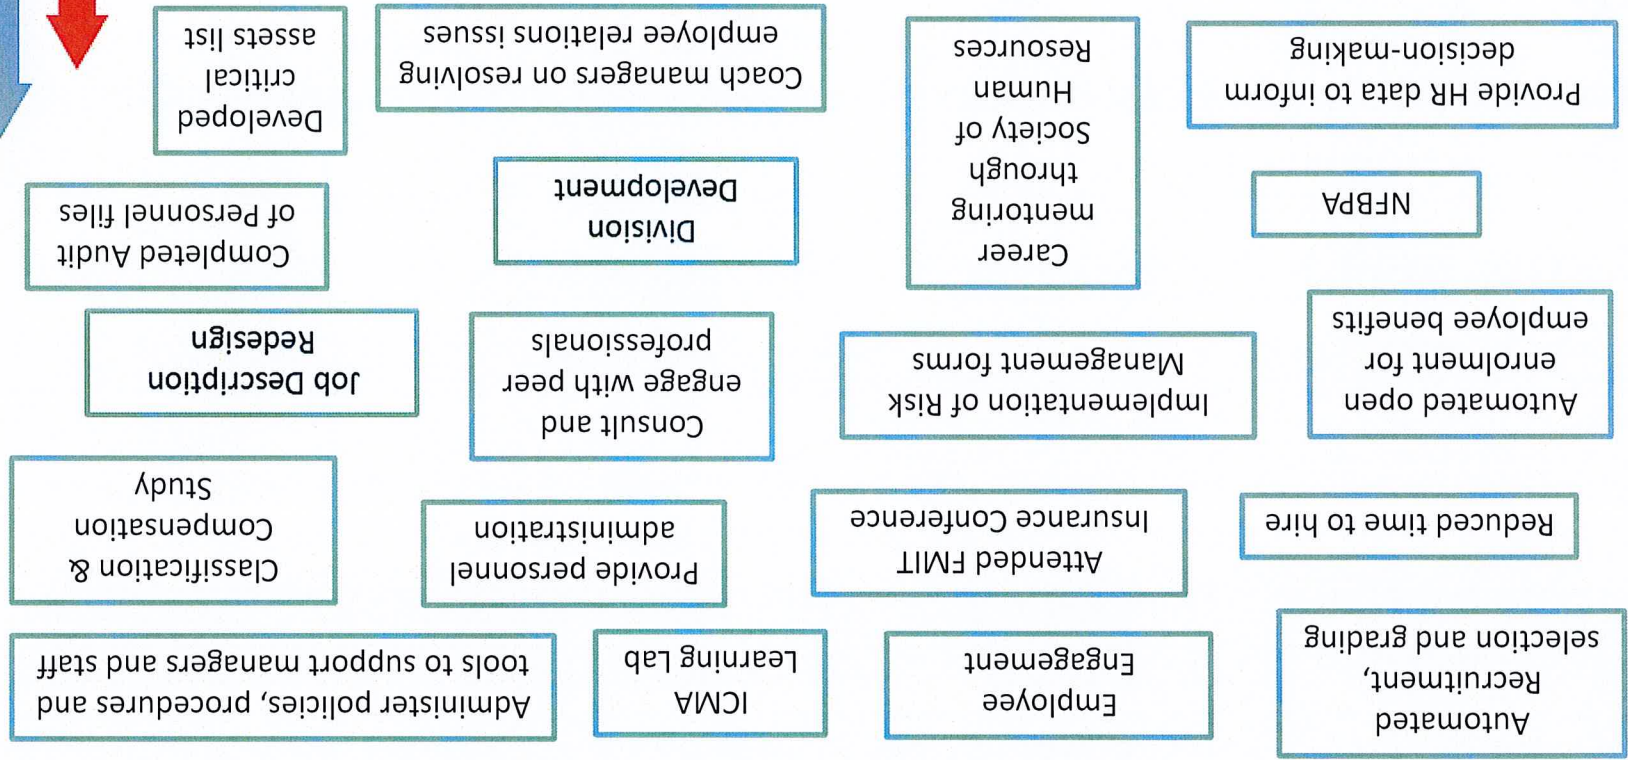 Automated
Recruitment,
selection and grading
Employee
Engagement
ICMA
Learning Lab
Administer policies, procedures and
tools to support managers and staff
Reduced time to hire
Attended FMIT
Insurance Conference
Provide personnel
administration
Classification &
Compensation
Study
Automated open
enrolment for
employee benefits
Implementation of Risk
Management forms
Consult and
engage with peer
professionals
Job Description
Redesign
NFBPA
Career
mentoring
through
Society of
Human
Resources
Division
Development
Completed Audit
of Personnel files
Provide HR data to inform
decision-making
Coach managers on resolving
employee relations issues
Developed
critical
assets list